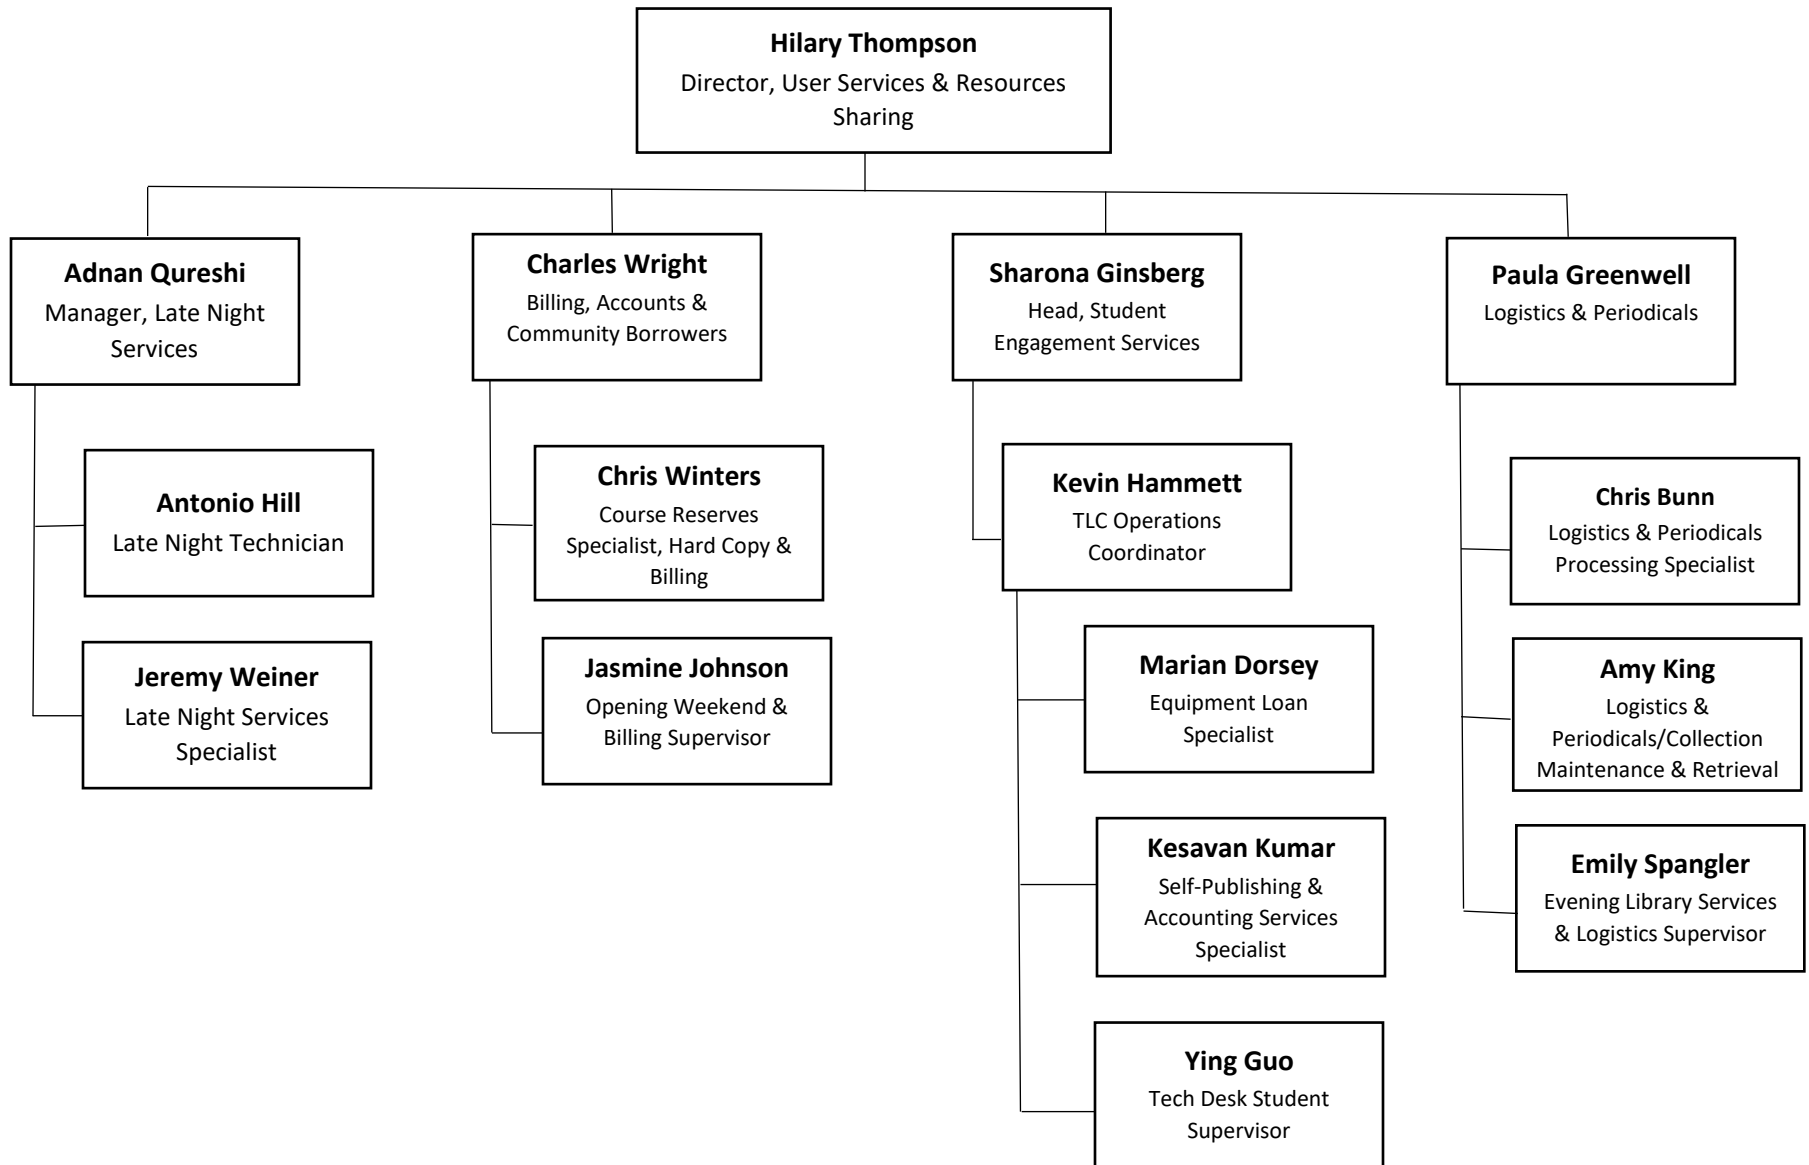 Hilary Thompson
Director, User Services & Resources
Sharing
Adnan Qureshi
Manager, Late Night
Services
Charles Wright
Billing, Accounts &
Community Borrowers
Sharona Ginsberg
Head, Student
Engagement Services
Paula Greenwell
Logistics & Periodicals
Antonio Hill
Late Night Technician
Jeremy Weiner
Late Night Services
Specialist
Chris Winters
Course Reserves
Specialist, Hard Copy &
Billing
Jasmine Johnson
Opening Weekend &
Billing Supervisor
Kevin Hammett
TLC Operations
Coordinator
Marian Dorsey
Equipment Loan
Specialist
Kesavan Kumar
Self-Publishing &
Accounting Services
Specialist
Ying Guo
Tech Desk Student
Supervisor
Chris Bunn
Logistics & Periodicals
Processing Specialist
Amy King
Logistics &
Periodicals/Collection
Maintenance & Retrieval
Emily Spangler
Evening Library Services
& Logistics Supervisor